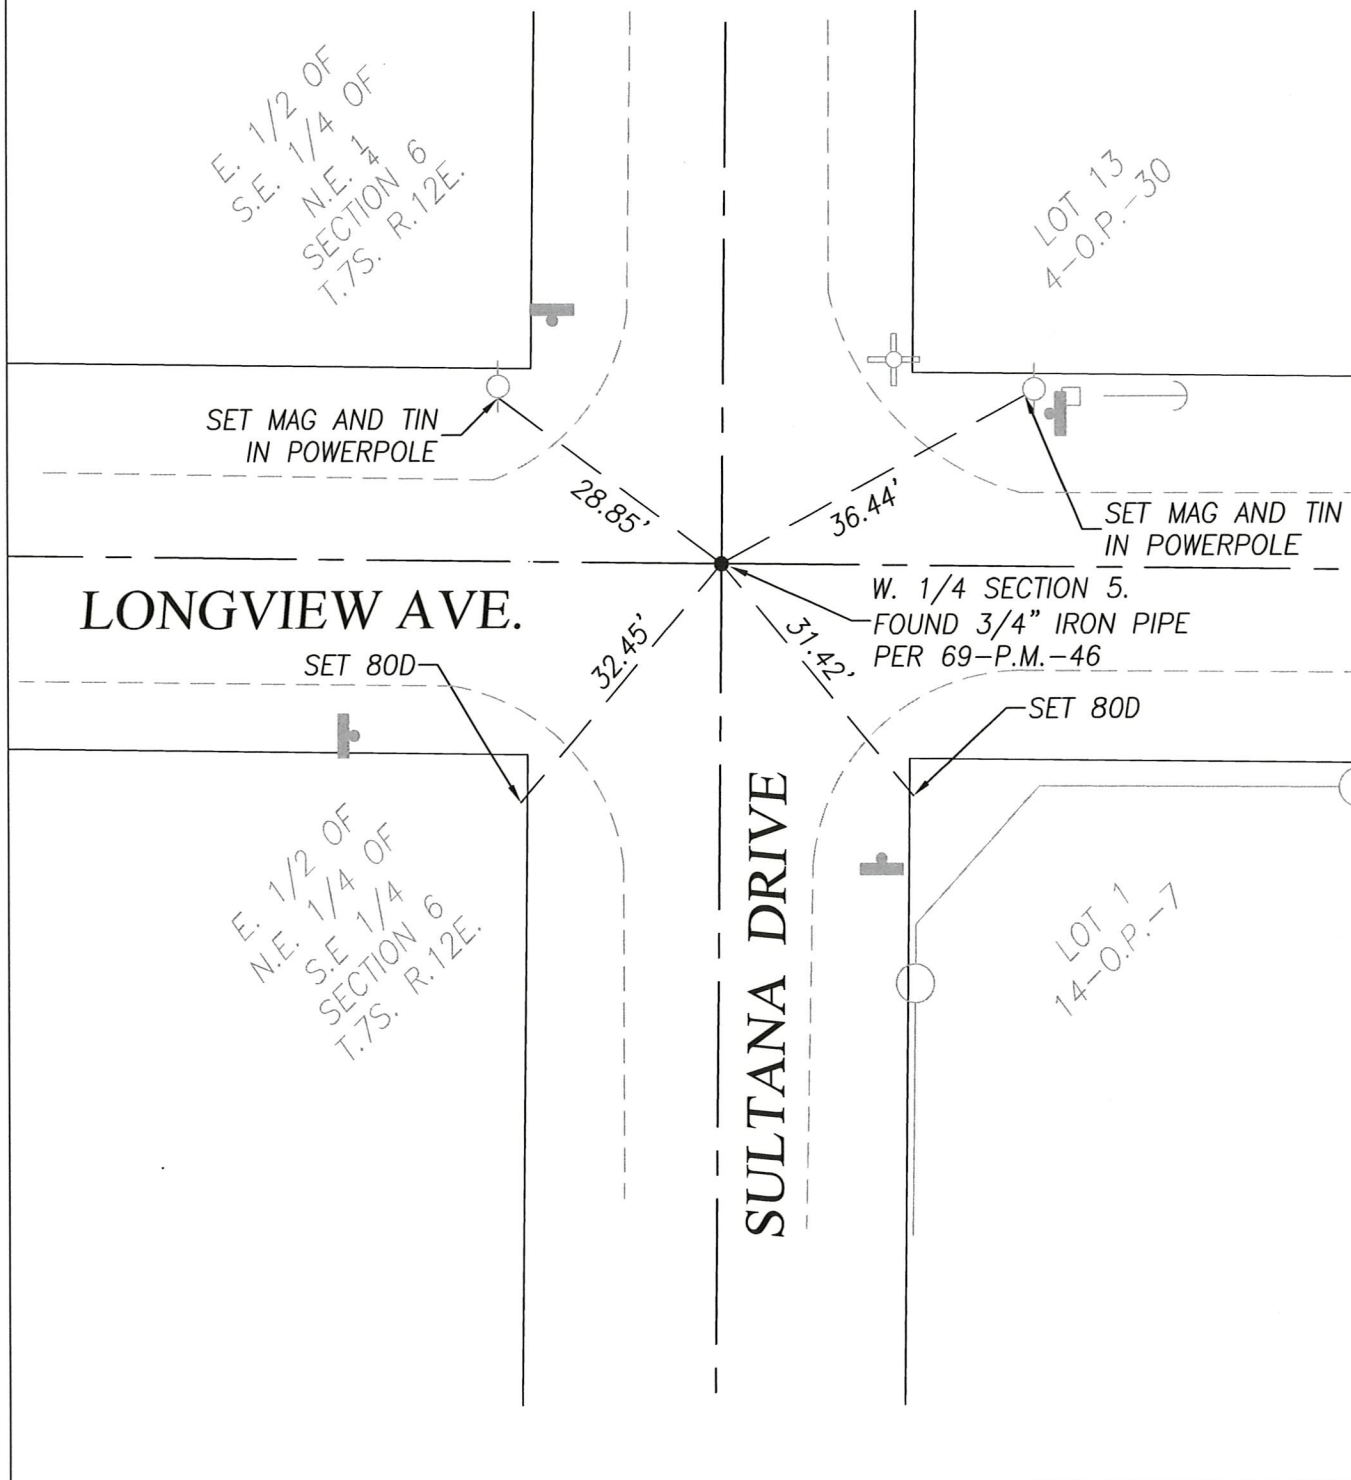 E. 1/2 OF
S.E. 1/4 OF
N.E. 1/4
SECTION 6
T.7S. R.12E.
LOT 13
4-O.P.-30
SET MAG AND TIN
IN POWERPOLE
28.85'
36.44'
SET MAG AND TIN
IN POWERPOLE
LONGVIEW AVE.
W. 1/4 SECTION 5.
FOUND 3/4" IRON PIPE
PER 69-P.M.-46
32.45'
31.42'
SET 80D
SET 80D
SULTANA DRIVE
E. 1/2 OF
N.E. 1/4 OF
S.E 1/4
SECTION 6
T.7S. R.12E.
LOT 1
14-O.P.-7